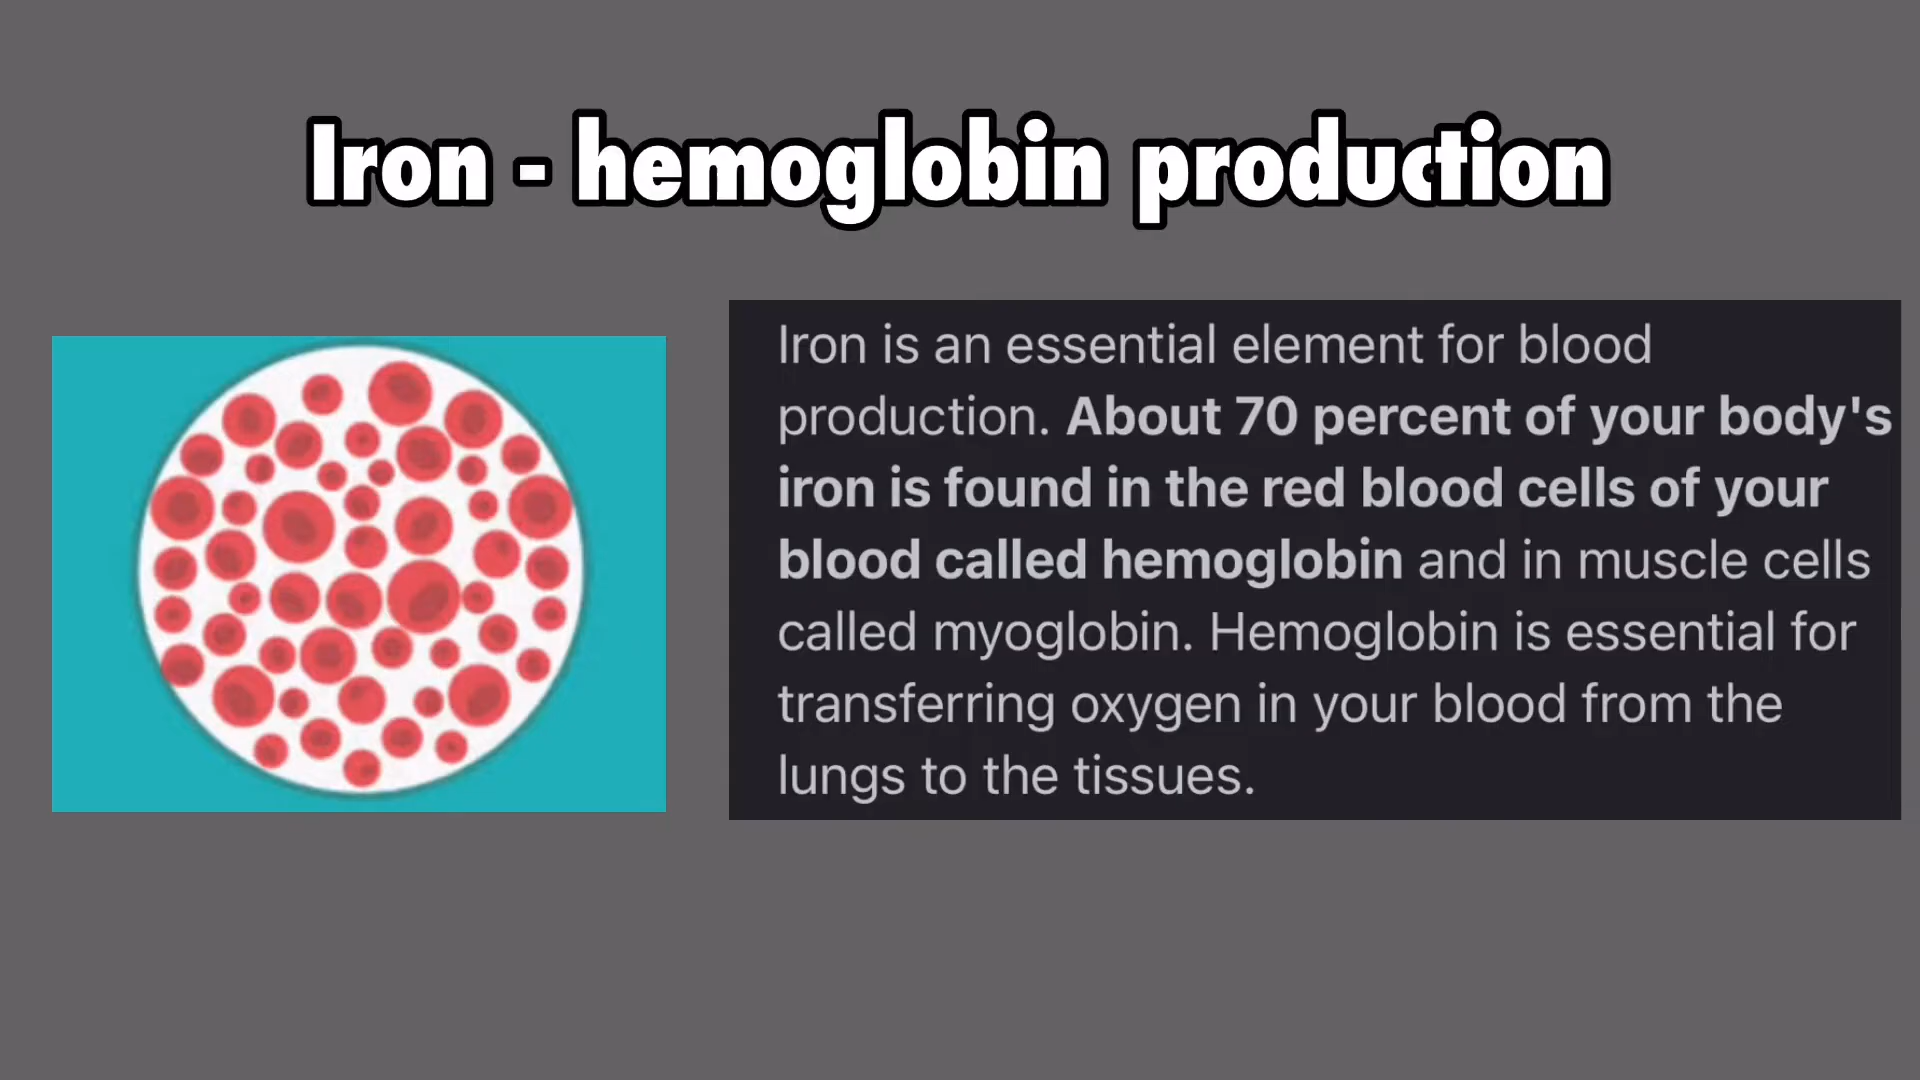 Iron - hemoglobin production
Iron is an essential element for blood
production. About 70 percent of your body's
iron is found in the red blood cells of your
blood called hemoglobin and in muscle cells
called myoglobin. Hemoglobin is essential for
transferring oxygen in your blood from the
lungs to the tissues.